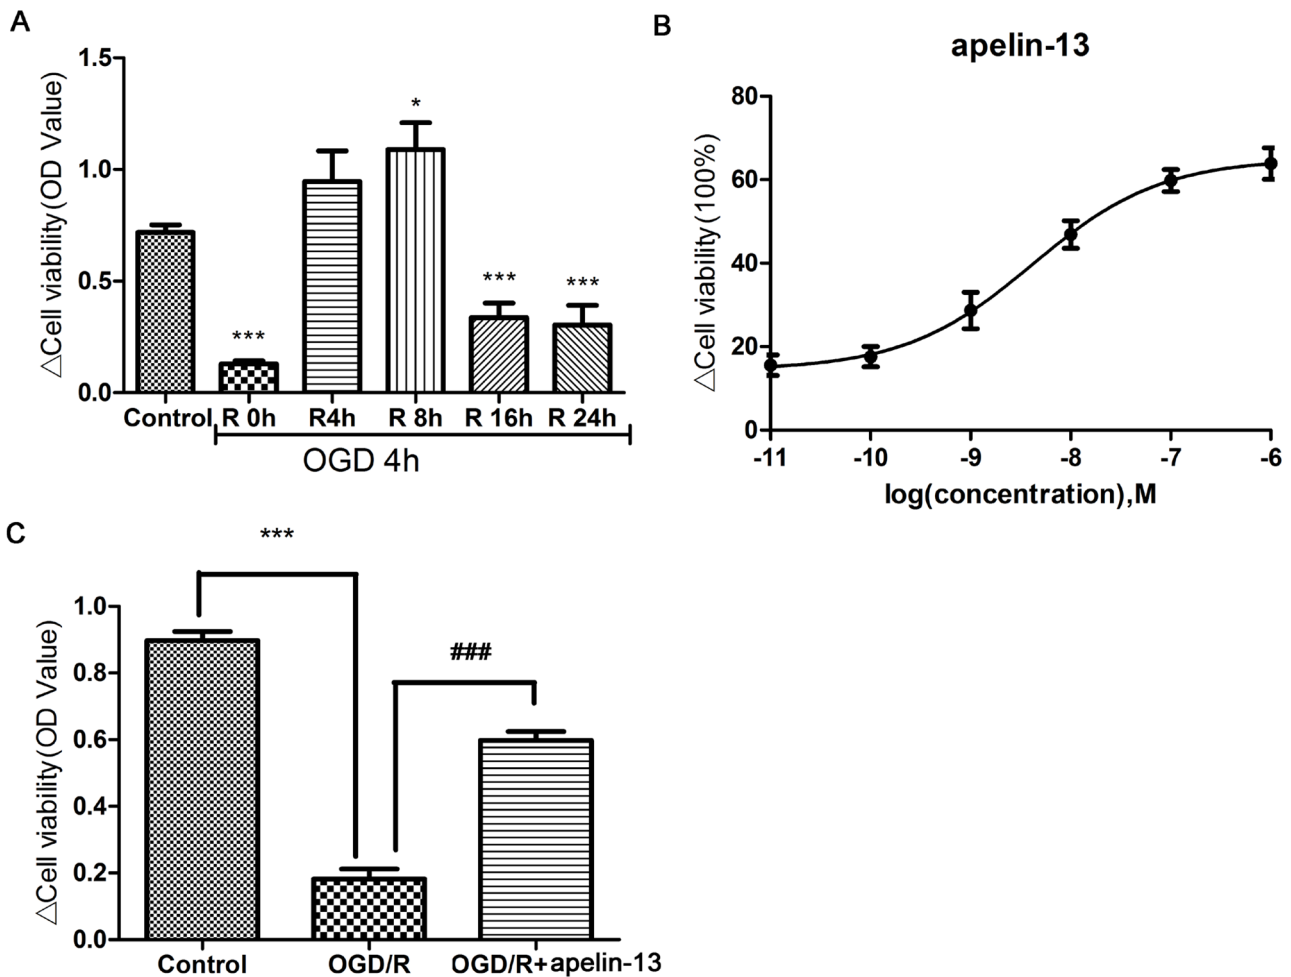 A
△Cell viability(OD Value)
1.5
1.0
0.5
0.0
***
*
***
***
Control R 0h R4h R 8h R 16h R 24h
OGD 4h
B
apelin-13
△Cell viability(100%)
80
60
40
20
0
-11 -10 -9 -8 -7 -6
log(concentration),M
C
△Cell viability(OD Value)
1.0
0.8
0.6
0.4
0.2
0.0
***
###
Control OGD/R OGD/R+apelin-13